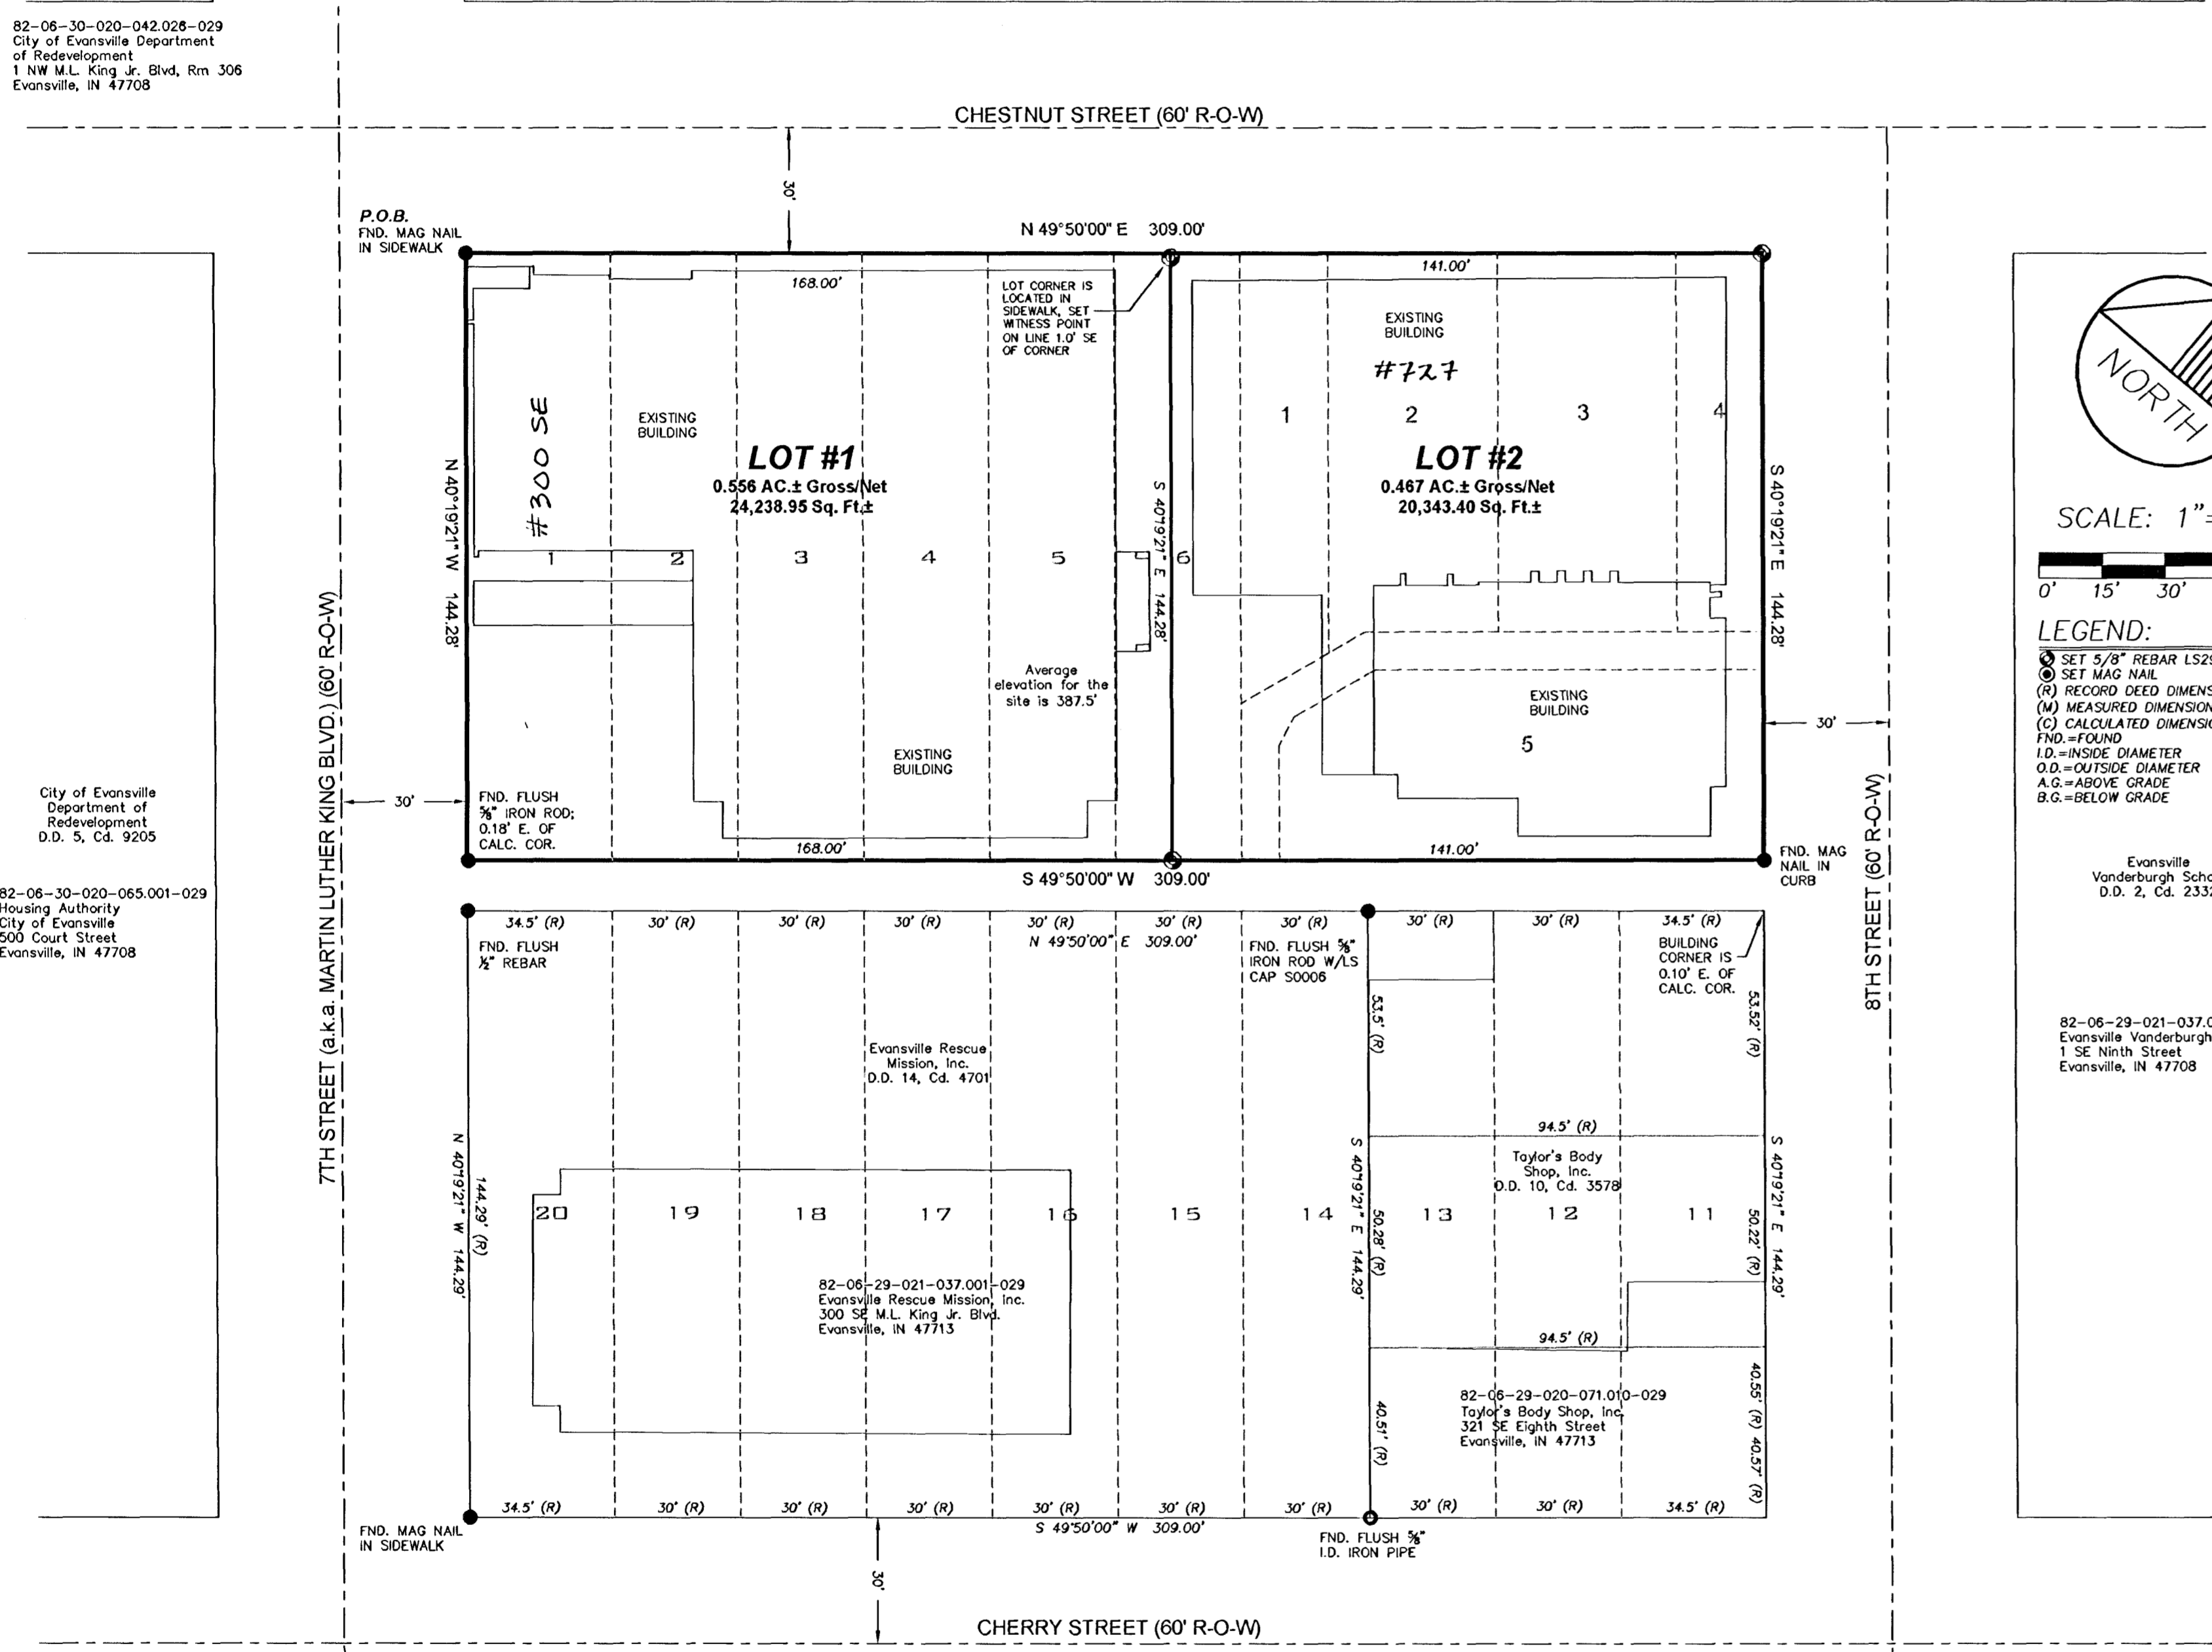 82-06-30-020-042.028-029
City of Evansville Department
of Redevelopment
1 NW M.L. King Jr. Blvd, Rm 306
Evansville, IN 47708
CHESTNUT STREET (60' R-O-W)
30'
P.O.B.
FND. MAG NAIL
IN SIDEWALK
N 49°50'00" E 309.00'
168.00'
141.00'
LOT CORNER IS
LOCATED IN
SIDEWALK, SET
WITNESS POINT
ON LINE 1.0' SE
OF CORNER
EXISTING
BUILDING
#727
1
2
3
4
#300 SE
EXISTING
BUILDING
LOT #1
0.556 AC.± Gross/Net
24,238.95 Sq. Ft.±
LOT #2
0.467 AC.± Gross/Net
20,343.40 Sq. Ft.±
N 40°19'21" W 144.28'
S 40°19'21" E 144.28'
S 40°19'21" E 144.28'
1
2
3
4
5
6
Average
elevation for the
site is 387.5'
EXISTING
BUILDING
5
EXISTING
BUILDING
30'
30'
FND. FLUSH
⅝" IRON ROD;
0.18' E. OF
CALC. COR.
168.00'
141.00'
S 49°50'00" W 309.00'
FND. MAG
NAIL IN
CURB
NORTH
SCALE: 1"=
0' 15' 30'
LEGEND:
SET 5/8" REBAR
SET MAG NAIL
(R) RECORD DEED
(M) MEASURED DIMENSION
(C) CALCULATED
FND.=FOUND
I.D.=INSIDE DIAMETER
O.D.=OUTSIDE DIAMETER
A.G.=ABOVE GRADE
B.G.=BELOW GRADE
City of Evansville
Department of
Redevelopment
D.D. 5, Cd. 9205
82-06-30-020-065.001-029
Housing Authority
City of Evansville
500 Court Street
Evansville, IN 47708
7TH STREET (a.k.a. MARTIN LUTHER KING BLVD.) (60' R-O-W)
8TH STREET (60' R-O-W)
Evansville
Vanderburgh
D.D. 2, Cd.
82-06-29-021-037.
Evansville Vanderburgh
1 SE Ninth Street
Evansville, IN 47708
34.5' (R) 30' (R) 30' (R) 30' (R) 30' (R) 30' (R) 30' (R) 30' (R) 30' (R) 34.5' (R)
N 49°50'00" E 309.00'
FND. FLUSH
½" REBAR
FND. FLUSH ⅝"
IRON ROD W/LS
CAP S0006
BUILDING
CORNER IS
0.10' E. OF
CALC. COR.
53.5' (R)
53.52' (R)
Evansville Rescue
Mission, Inc.
D.D. 14, Cd. 4701
94.5' (R)
Taylor's Body
Shop, Inc.
D.D. 10, Cd. 3578
N 40°19'21" W 144.29'
144.29' (R)
S 40°19'21" E 144.29'
50.28' (R)
50.22' (R)
S 40°19'21" E 144.29'
20 19 18 17 16 15 14 13 12 11
82-06-29-021-037.001-029
Evansville Rescue Mission, Inc.
300 SE M.L. King Jr. Blvd.
Evansville, IN 47713
94.5' (R)
82-06-29-020-071.010-029
Taylor's Body Shop, Inc.
321 SE Eighth Street
Evansville, IN 47713
40.51' (R)
40.55' (R) 40.57' (R)
34.5' (R) 30' (R) 30' (R) 30' (R) 30' (R) 30' (R) 30' (R) 30' (R) 30' (R) 34.5' (R)
S 49°50'00" W 309.00'
FND. MAG NAIL
IN SIDEWALK
FND. FLUSH ⅝"
I.D. IRON PIPE
30'
CHERRY STREET (60' R-O-W)